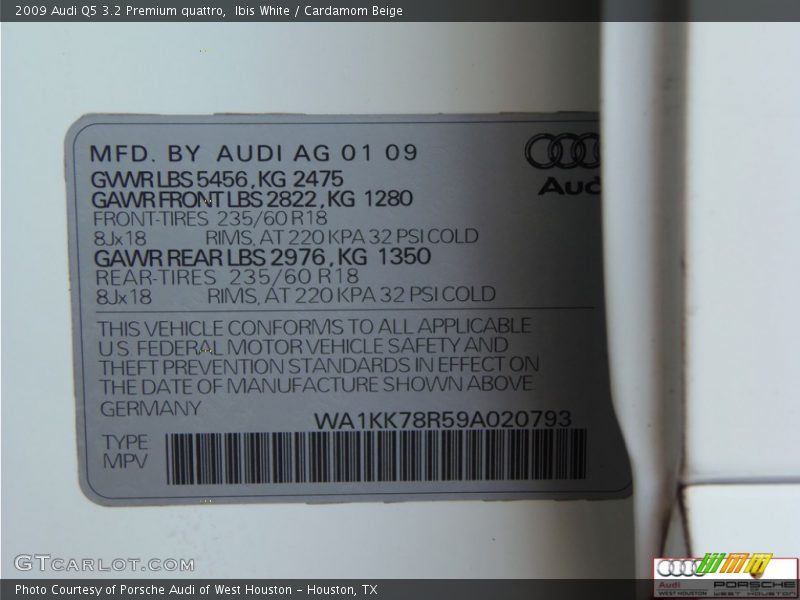 2009 Audi Q5 3.2 Premium quattro,  Ibis White / Cardamom Beige
MFD. BY AUDI AG 01 09
GVWR LBS 5456, KG 2475
GAWR FRONT LBS 2822, KG 1280
FRONT-TIRES 235/60 R18
8Jx18 RIMS, AT 220 KPA 32 PSI COLD
GAWR REAR LBS 2976, KG 1350
REAR-TIRES 235/60 R18
8Jx18 RIMS, AT 220 KPA 32 PSI COLD
Aud
THIS VEHICLE CONFORMS TO ALL APPLICABLE
U.S. FEDERAL MOTOR VEHICLE SAFETY AND
THEFT PREVENTION STANDARDS IN EFFECT ON
THE DATE OF MANUFACTURE SHOWN ABOVE
GERMANY
WA1KK78R59A020793
TYPE
MPV
GTCARLOT.COM
Photo Courtesy of Porsche Audi of West Houston - Houston, TX
Audi PORSCHE
WEST HOUSTON WEST HOUSTON